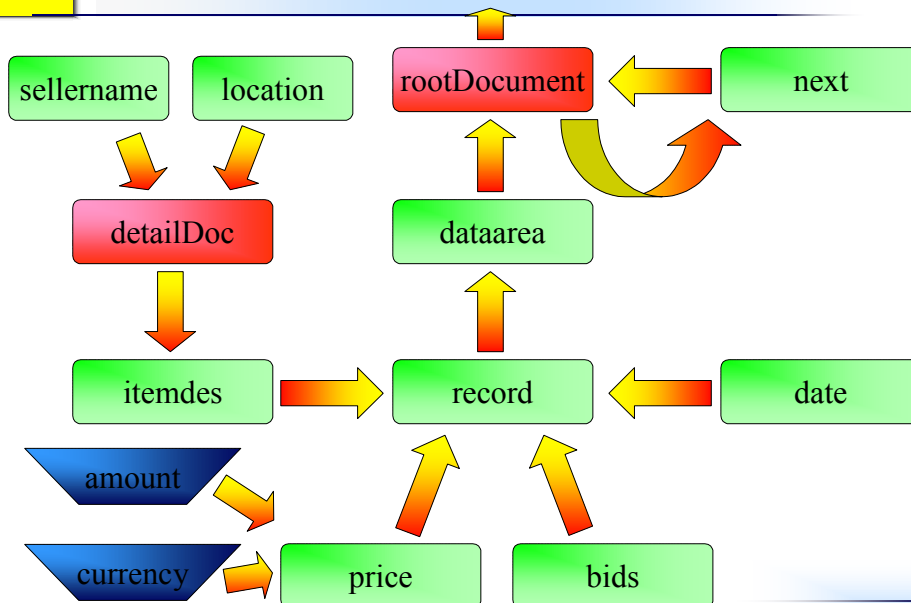 sellername
location
rootDocument
next
detailDoc
dataarea
itemdes
record
date
amount
currency
price
bids